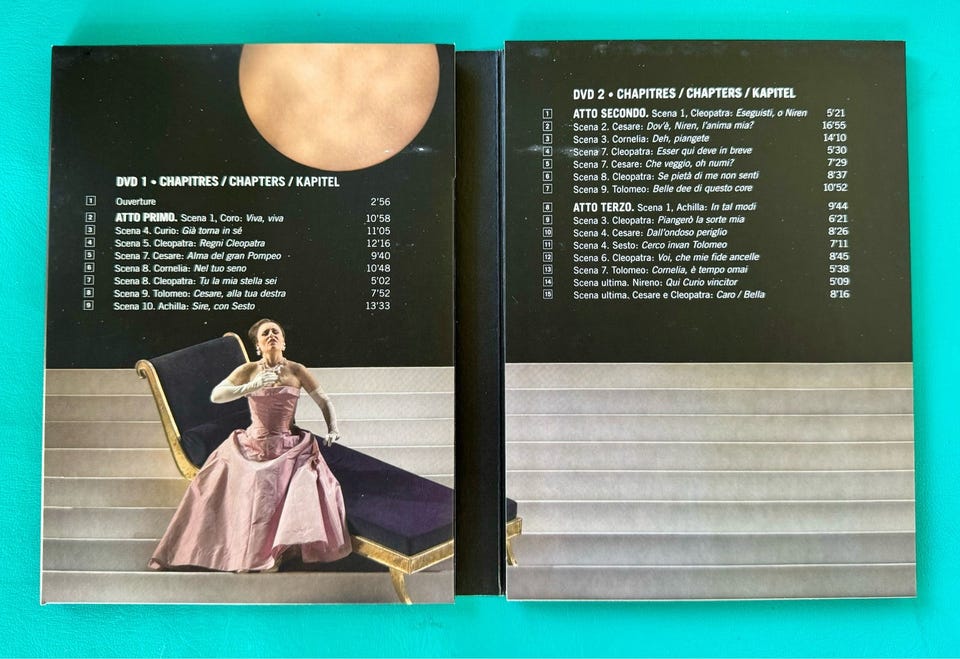 DVD 1 • CHAPITRES / CHAPTERS / KAPITEL
1 Ouverture 2'56
2 ATTO PRIMO. Scena 1, Coro: Viva, viva 10'58
3 Scena 4. Curio: Già torna in sé 11'05
4 Scena 5. Cleopatra: Regni Cleopatra 12'16
5 Scena 7. Cesare: Alma del gran Pompeo 9'40
6 Scena 8. Cornelia: Nel tuo seno 10'48
7 Scena 8. Cleopatra: Tu la mia stella sei 5'02
8 Scena 9. Tolomeo: Cesare, alla tua destra 7'52
9 Scena 10. Achilla: Sire, con Sesto 13'33
DVD 2 • CHAPITRES / CHAPTERS / KAPITEL
1 ATTO SECONDO. Scena 1, Cleopatra: Eseguisti, o Niren 5'21
2 Scena 2. Cesare: Dov'è, Niren, l'anima mia? 16'55
3 Scena 3. Cornelia: Deh, piangete 14'10
4 Scena 7. Cleopatra: Esser qui deve in breve 5'30
5 Scena 7. Cesare: Che veggio, oh numi? 7'29
6 Scena 8. Cleopatra: Se pietà di me non senti 8'37
7 Scena 9. Tolomeo: Belle dee di questo core 10'52
8 ATTO TERZO. Scena 1, Achilla: In tal modi 9'44
9 Scena 3. Cleopatra: Piangerò la sorte mia 6'21
10 Scena 4. Cesare: Dall'ondoso periglio 8'26
11 Scena 4. Sesto: Cerco invan Tolomeo 7'11
12 Scena 6. Cleopatra: Voi, che mie fide ancelle 8'45
13 Scena 7. Tolomeo: Cornelia, è tempo omai 5'38
14 Scena ultima. Nireno: Qui Curio vincitor 5'09
15 Scena ultima. Cesare e Cleopatra: Caro / Bella 8'16